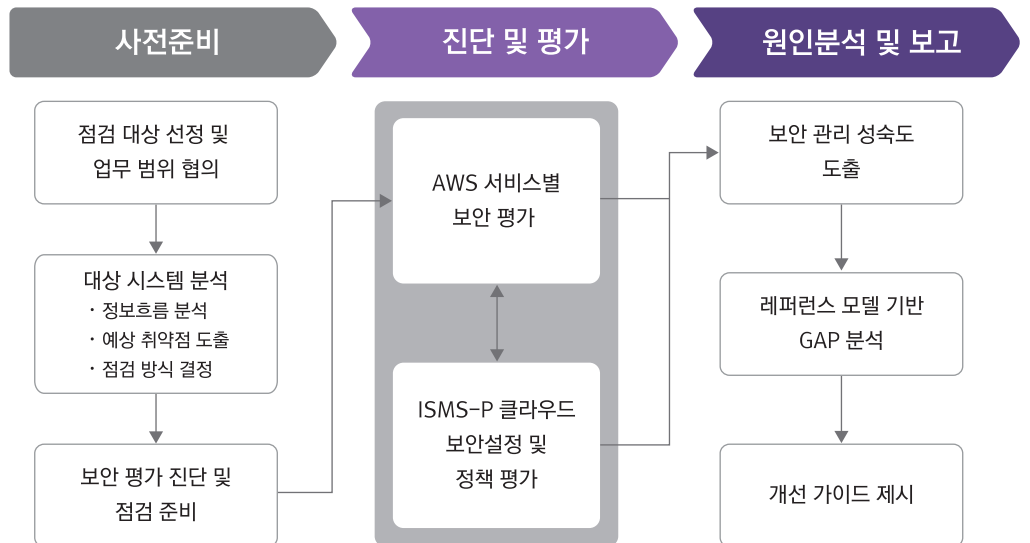 사전준비
진단 및 평가
원인분석 및 보고
점검 대상 선정 및
업무 범위 협의
대상 시스템 분석
· 정보흐름 분석
· 예상 취약점 도출
· 점검 방식 결정
보안 평가 진단 및
점검 준비
AWS 서비스별
보안 평가
ISMS-P 클라우드
보안설정 및
정책 평가
보안 관리 성숙도
도출
레퍼런스 모델 기반
GAP 분석
개선 가이드 제시